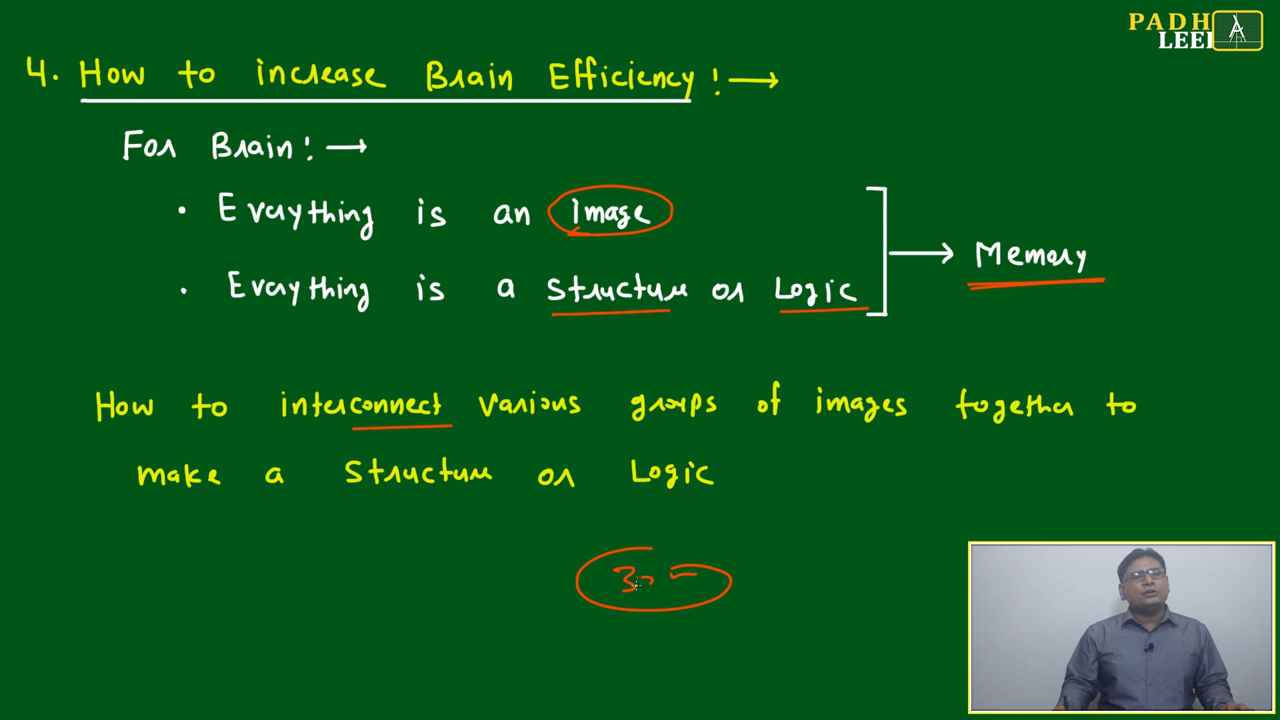 PADH
LEEI
4. How to increase Brain Efficiency! →
For Brain! →
• Everything is an image
• Everything is a structure or Logic
→ Memory
How to interconnect various groups of images together to
make a structure or Logic